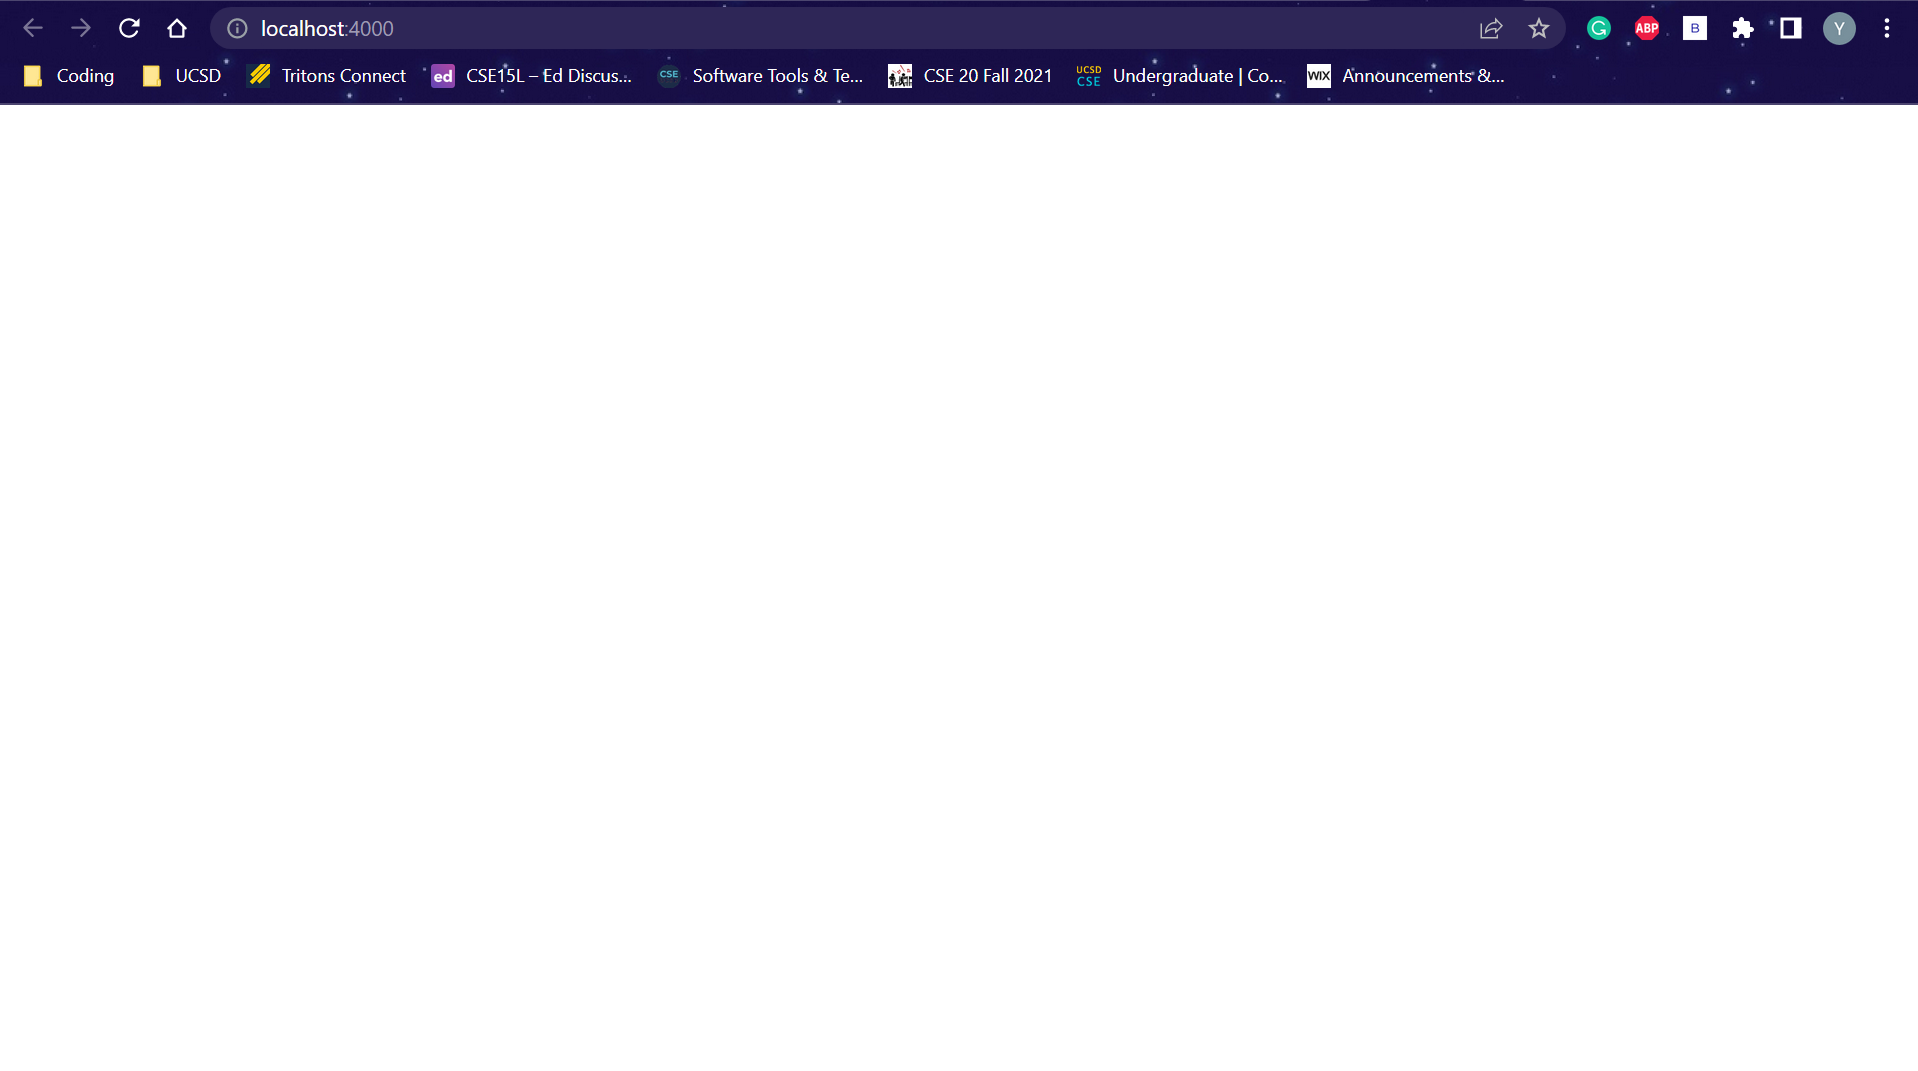 localhost:4000
G ABP B Y
Coding UCSD Tritons Connect ed CSE15L – Ed Discus... CSE Software Tools & Te... CSE 20 Fall 2021 UCSD CSE Undergraduate | Co... WIX Announcements &...